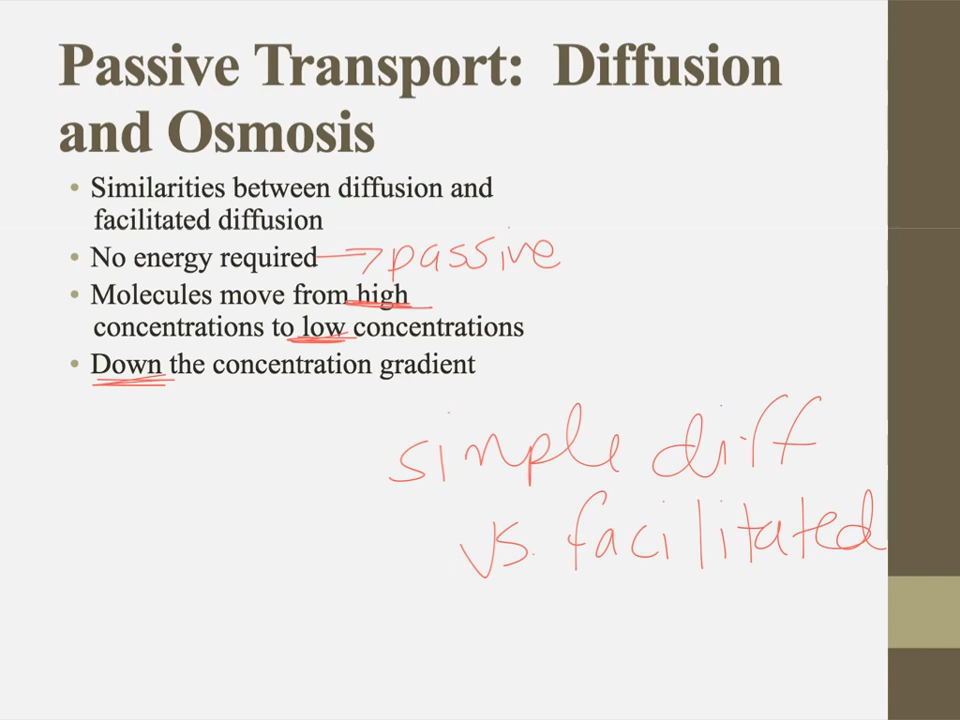 Passive Transport: Diffusion
and Osmosis
• Similarities between diffusion and
facilitated diffusion
• No energy required → passive
• Molecules move from high
concentrations to low concentrations
• Down the concentration gradient
simple diff
vs. facilitated